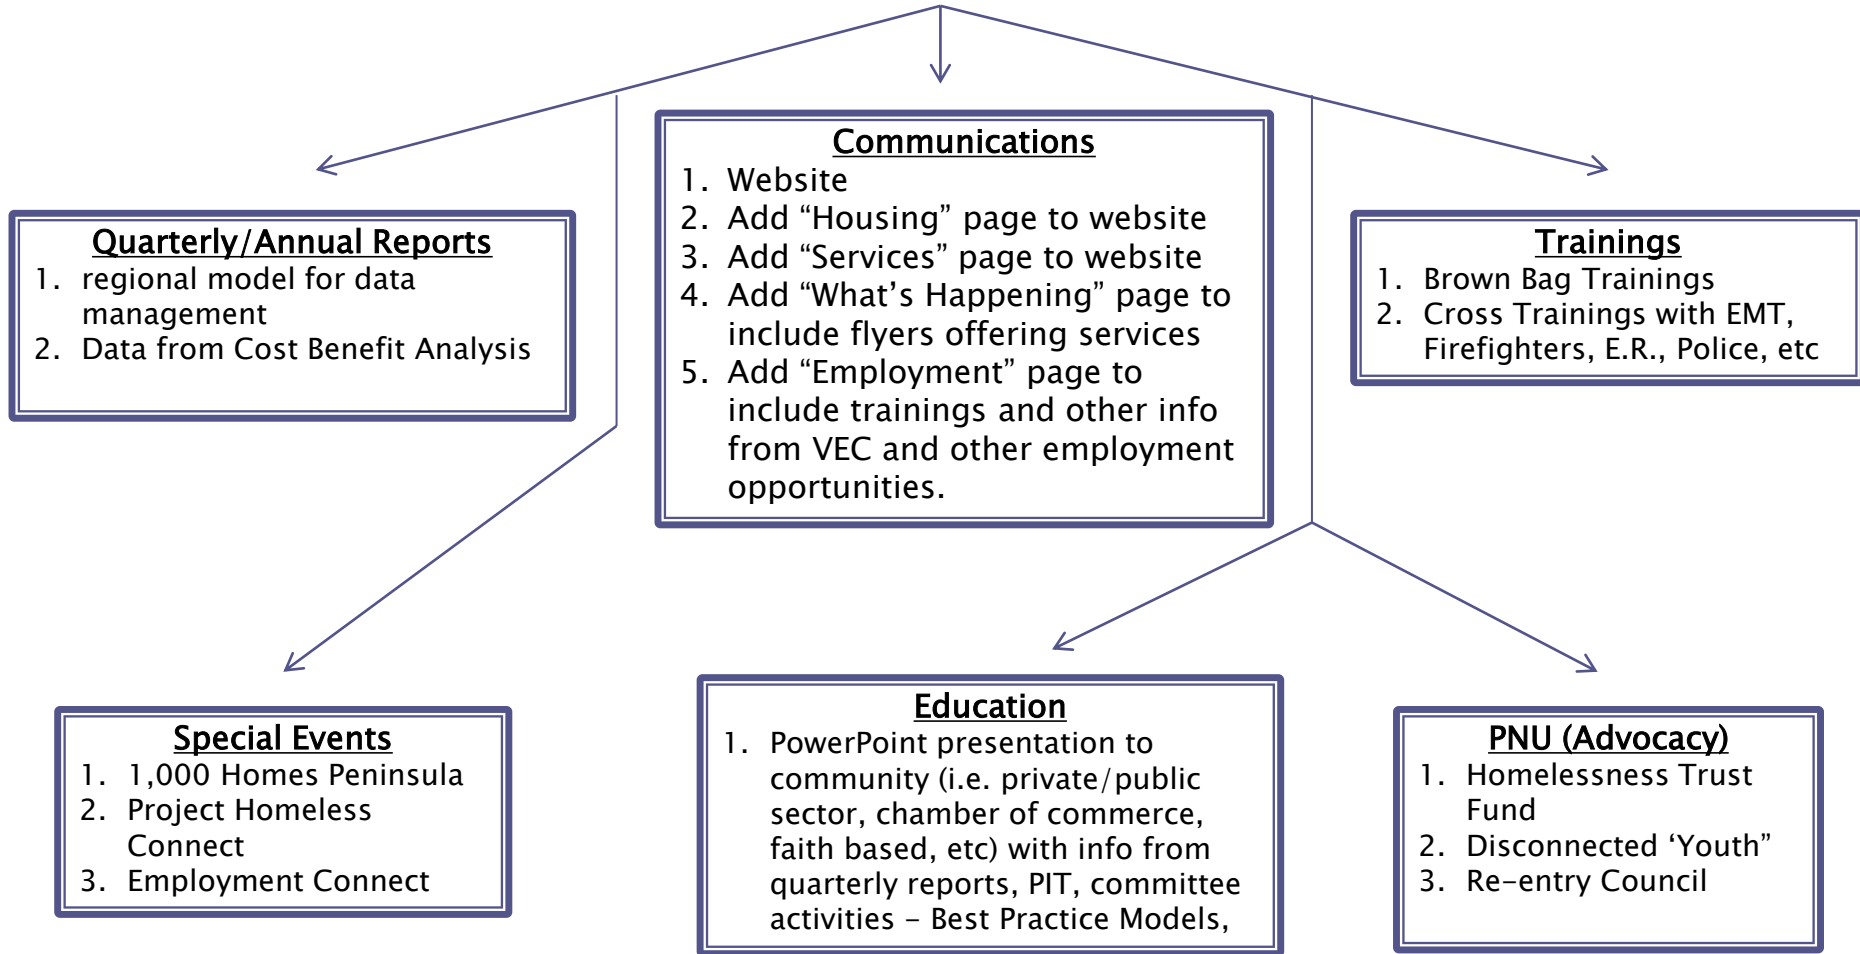 Communications
1. Website
2. Add “Housing” page to website
3. Add “Services” page to website
4. Add “What’s Happening” page to
include flyers offering services
5. Add “Employment” page to
include trainings and other info
from VEC and other employment
opportunities.
Quarterly/Annual Reports
1. regional model for data
management
2. Data from Cost Benefit Analysis
Trainings
1. Brown Bag Trainings
2. Cross Trainings with EMT,
Firefighters, E.R., Police, etc
Special Events
1. 1,000 Homes Peninsula
2. Project Homeless
Connect
3. Employment Connect
Education
1. PowerPoint presentation to
community (i.e. private/public
sector, chamber of commerce,
faith based, etc) with info from
quarterly reports, PIT, committee
activities – Best Practice Models,
PNU (Advocacy)
1. Homelessness Trust
Fund
2. Disconnected ‘Youth”
3. Re-entry Council